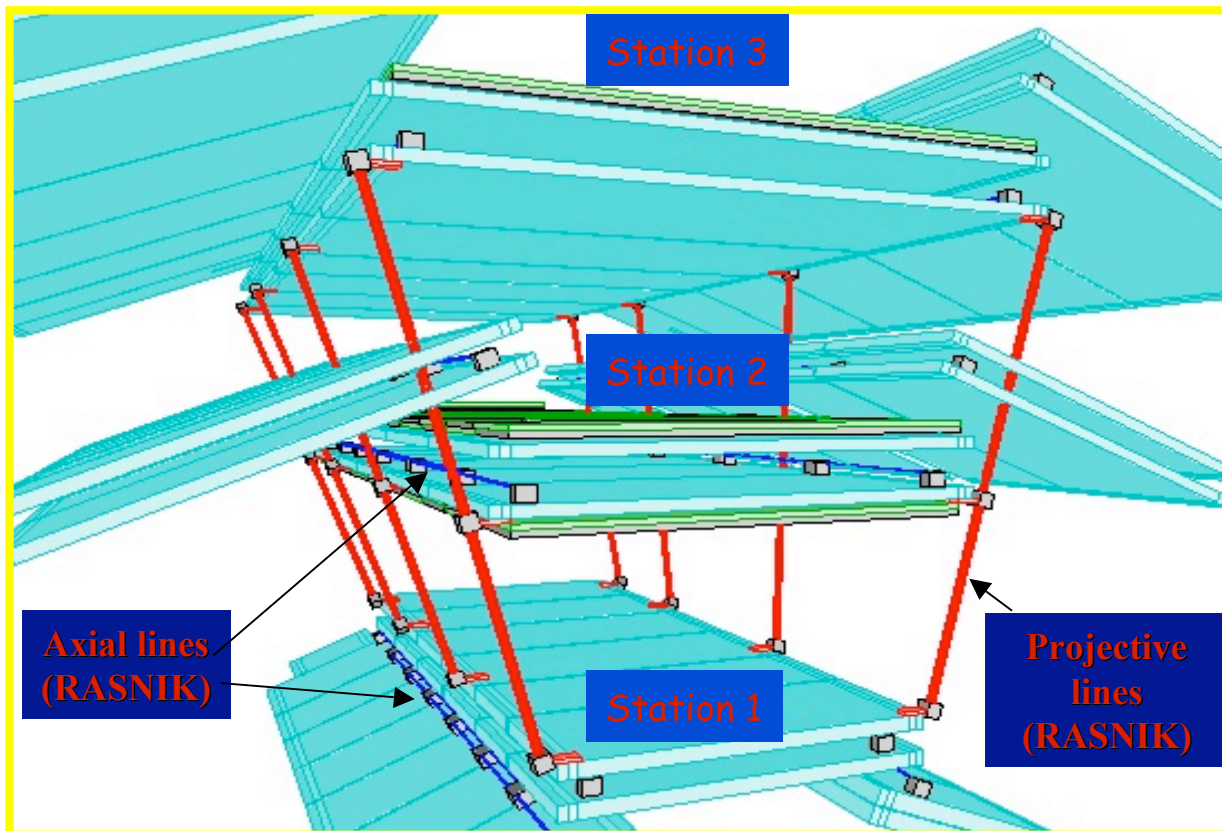 Station 3
Station 2
Axial lines
(RASNIK)
Station 1
Projective
lines
(RASNIK)